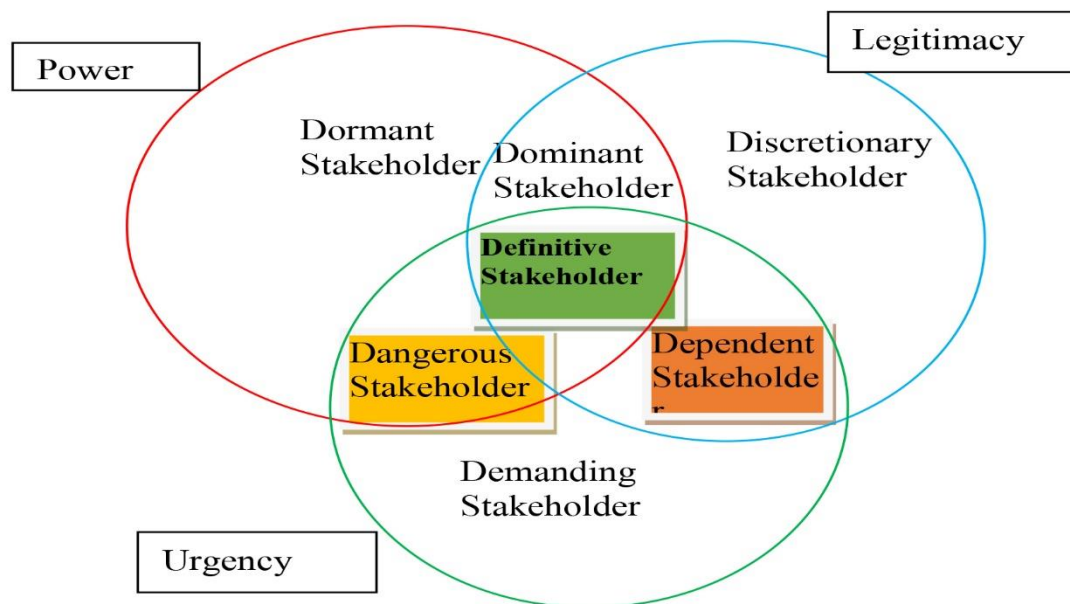 Power
Legitimacy
Dormant
Stakeholder
Dominant
Stakeholder
Discretionary
Stakeholder
Definitive
Stakeholder
Dangerous
Stakeholder
Dependent
Stakeholde
r
Demanding
Stakeholder
Urgency